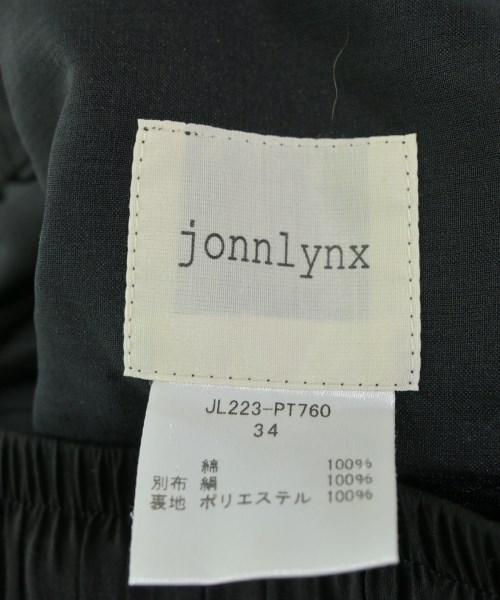 jonnlynx
JL223-PT760
34
綿 100%
別布 絹 100%
裏地 ポリエステル 100%